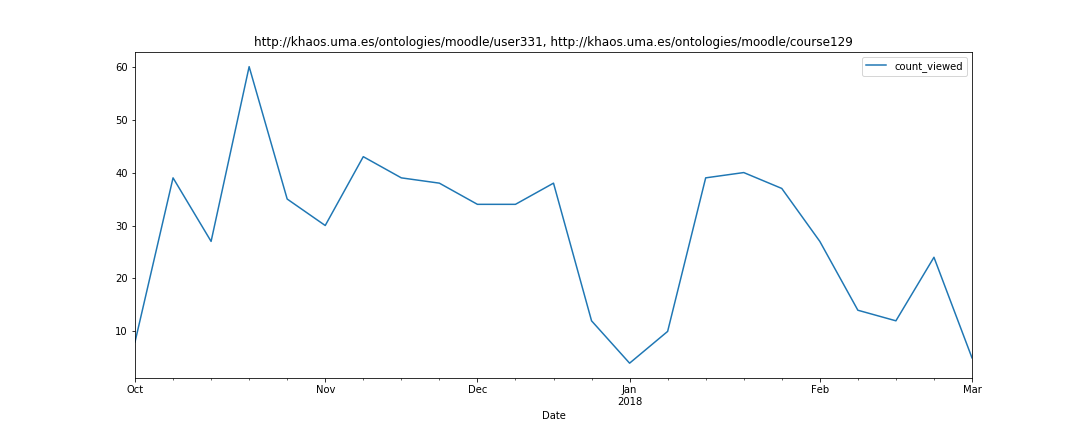 http://khaos.uma.es/ontologies/moodle/user331, http://khaos.uma.es/ontologies/moodle/course129
count_viewed
60
50
40
30
20
10
Oct Nov Dec Jan Feb Mar
2018
Date